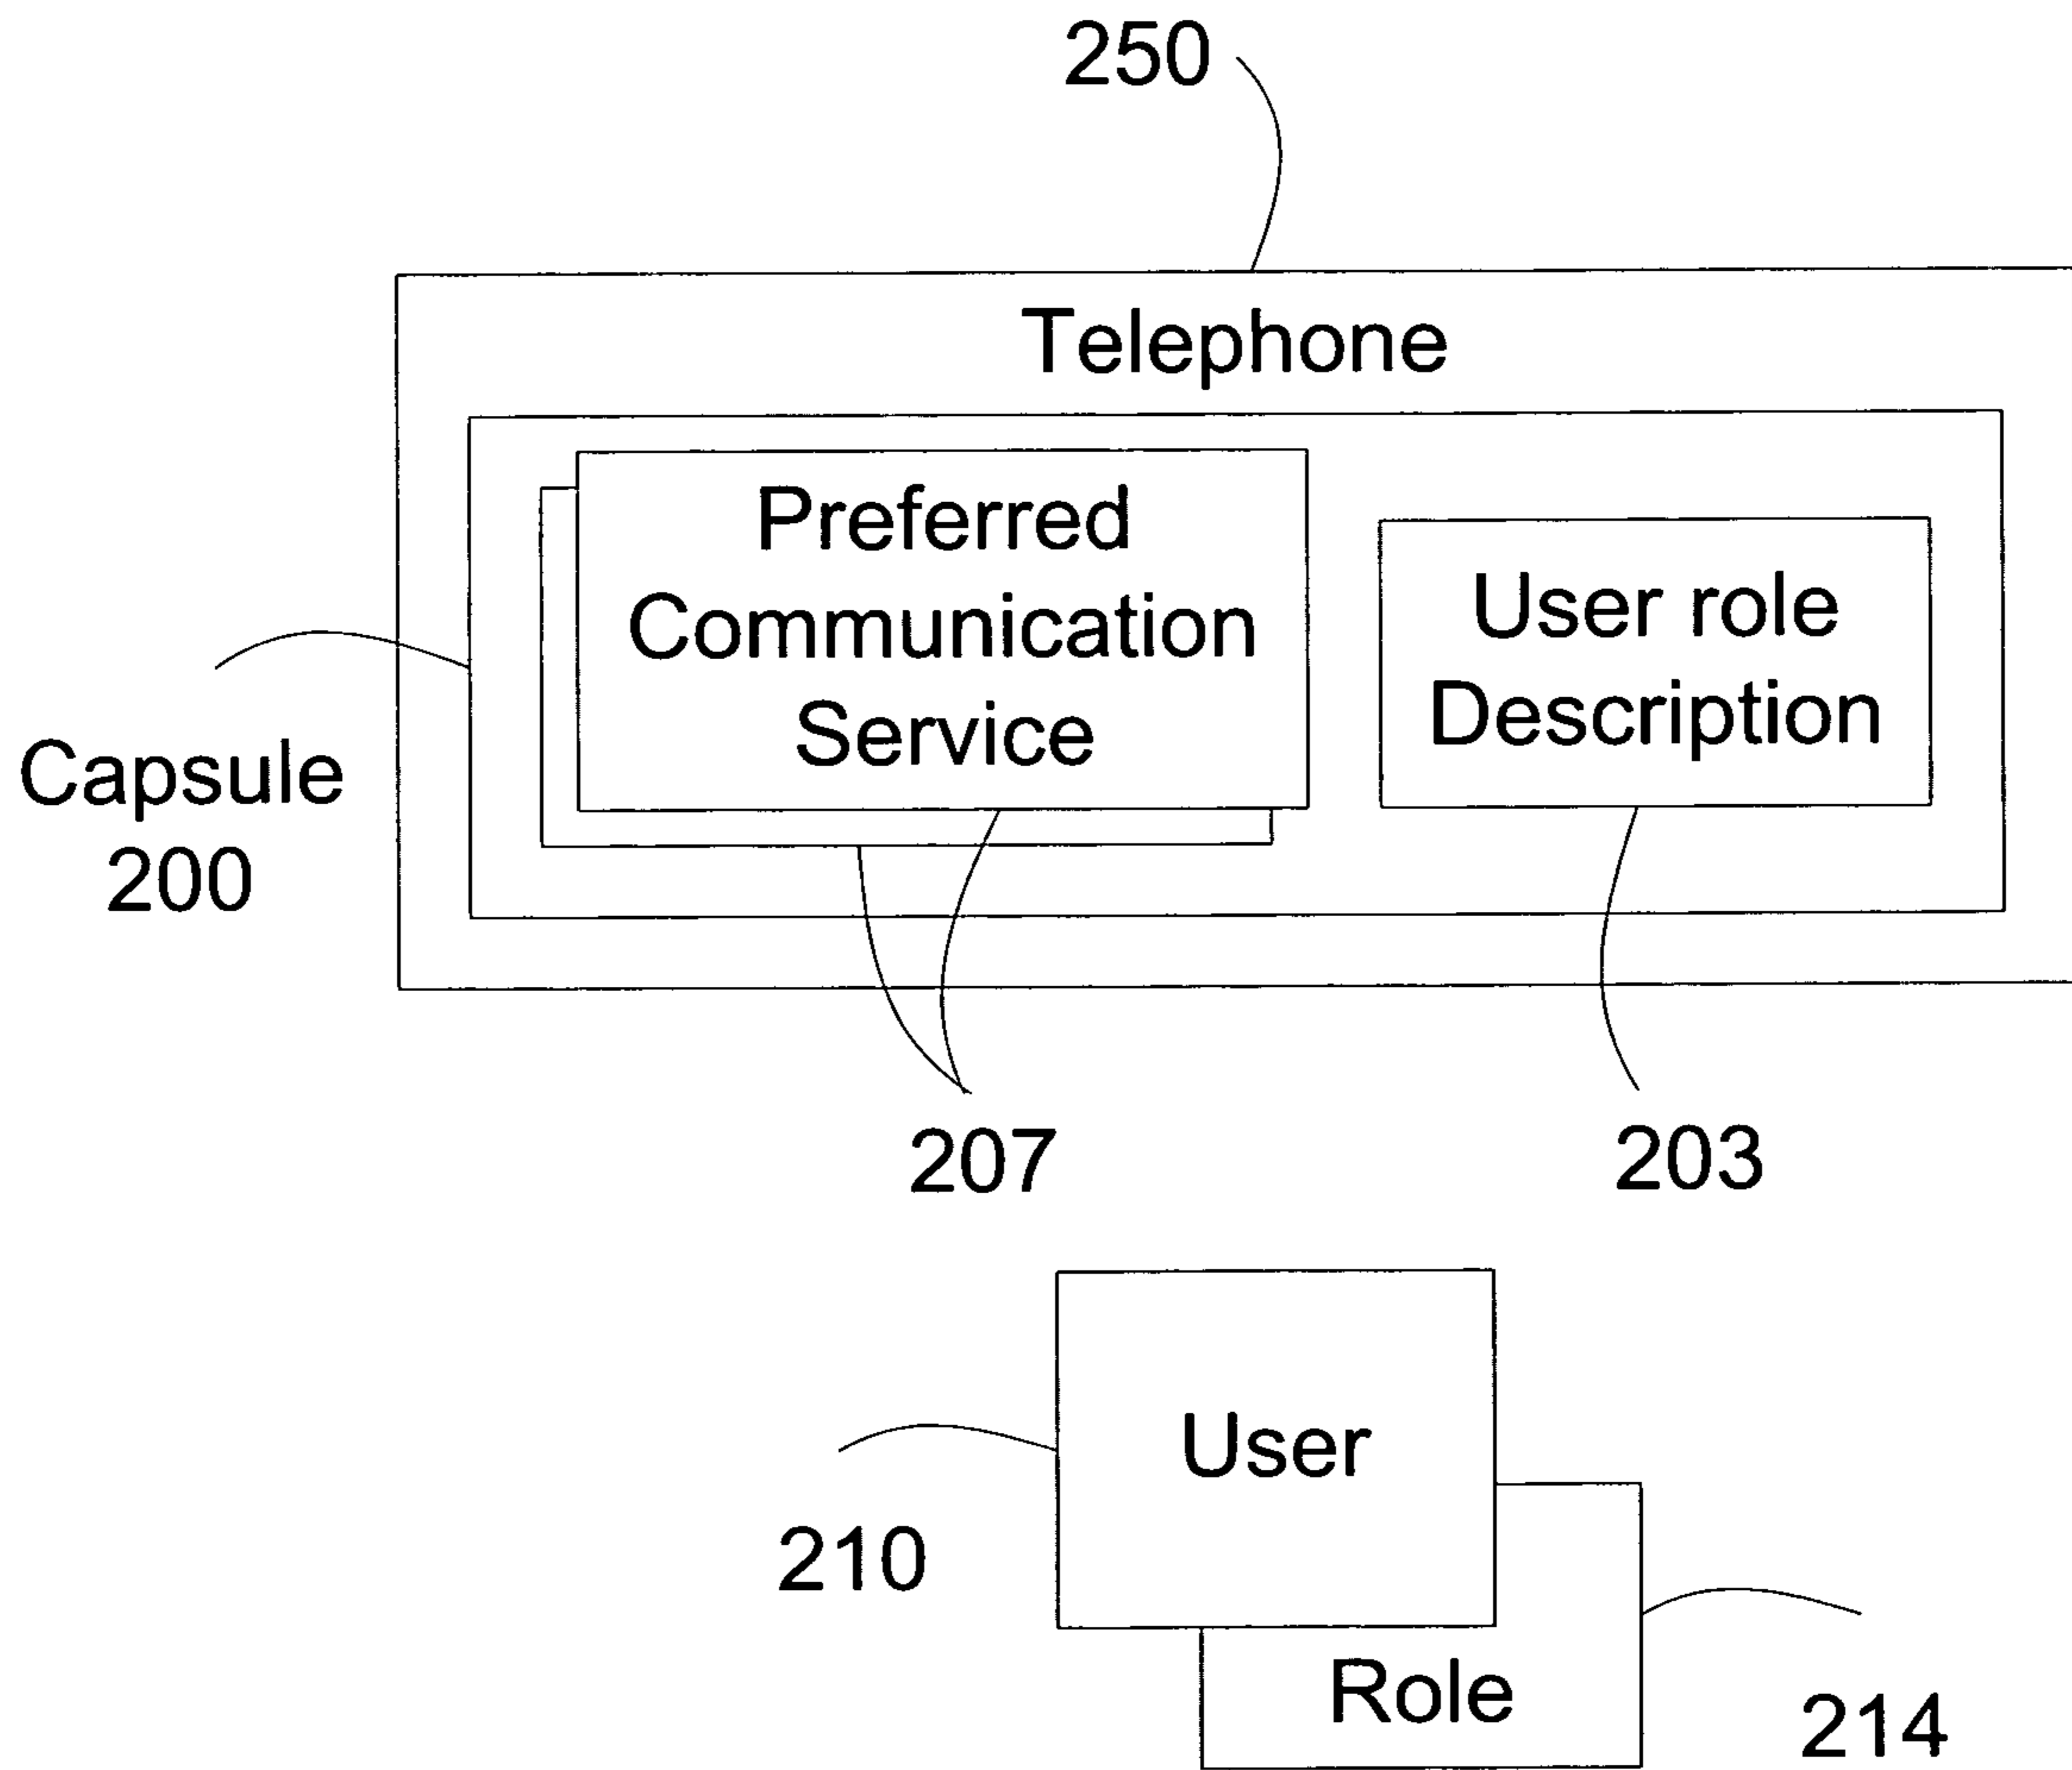 250
Telephone
Preferred
Communication
Service
User role
Description
Capsule
200
207
203
User
210
Role
214